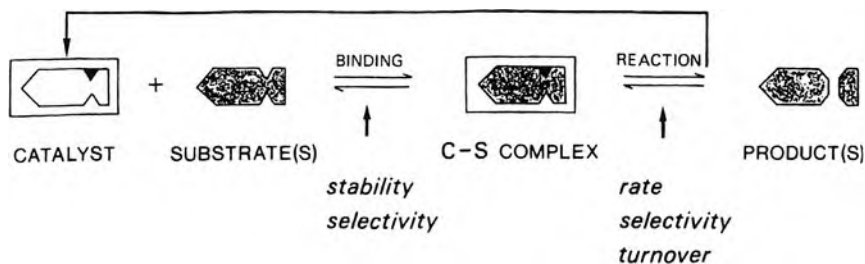 BINDING
REACTION
+
CATALYST
SUBSTRATE(S)
C-S COMPLEX
PRODUCT(S)
stability
selectivity
rate
selectivity
turnover